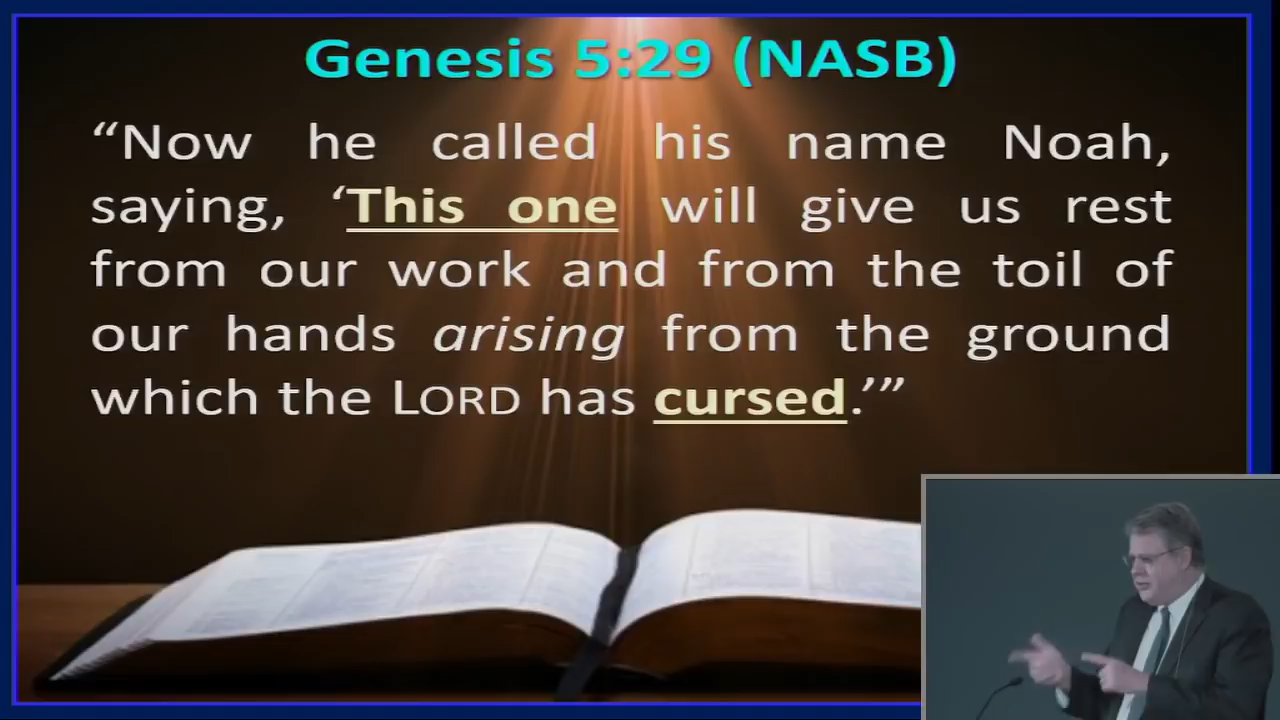 Genesis 5:29 (NASB)
“Now he called his name Noah,
saying, ‘This one will give us rest
from our work and from the toil of
our hands arising from the ground
which the LORD has cursed.’”